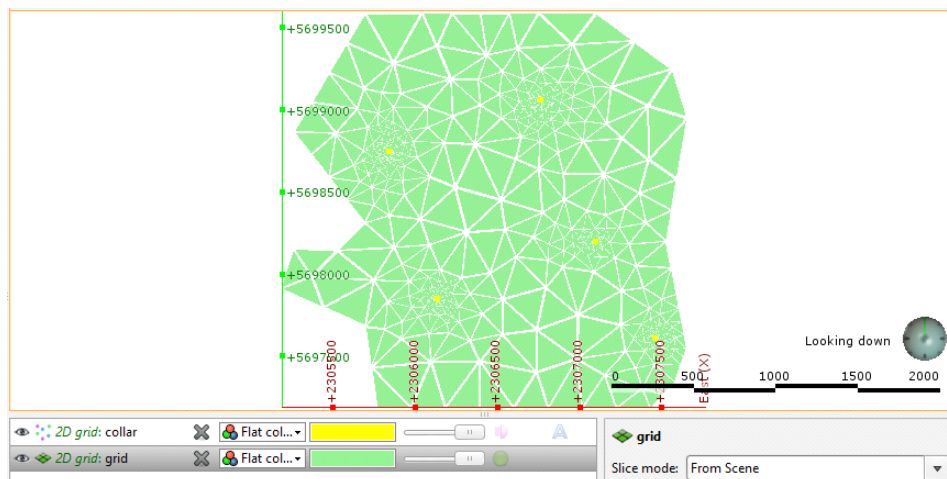 +5699500
+5699000
+5698500
+5698000
+5697500
+2305500
+2306000
+2306500
+2307000
+2307500
East (X)
Looking down
0 500 1000 1500 2000
2D grid: collar Flat col... A
2D grid: grid Flat col...
grid
Slice mode: From Scene